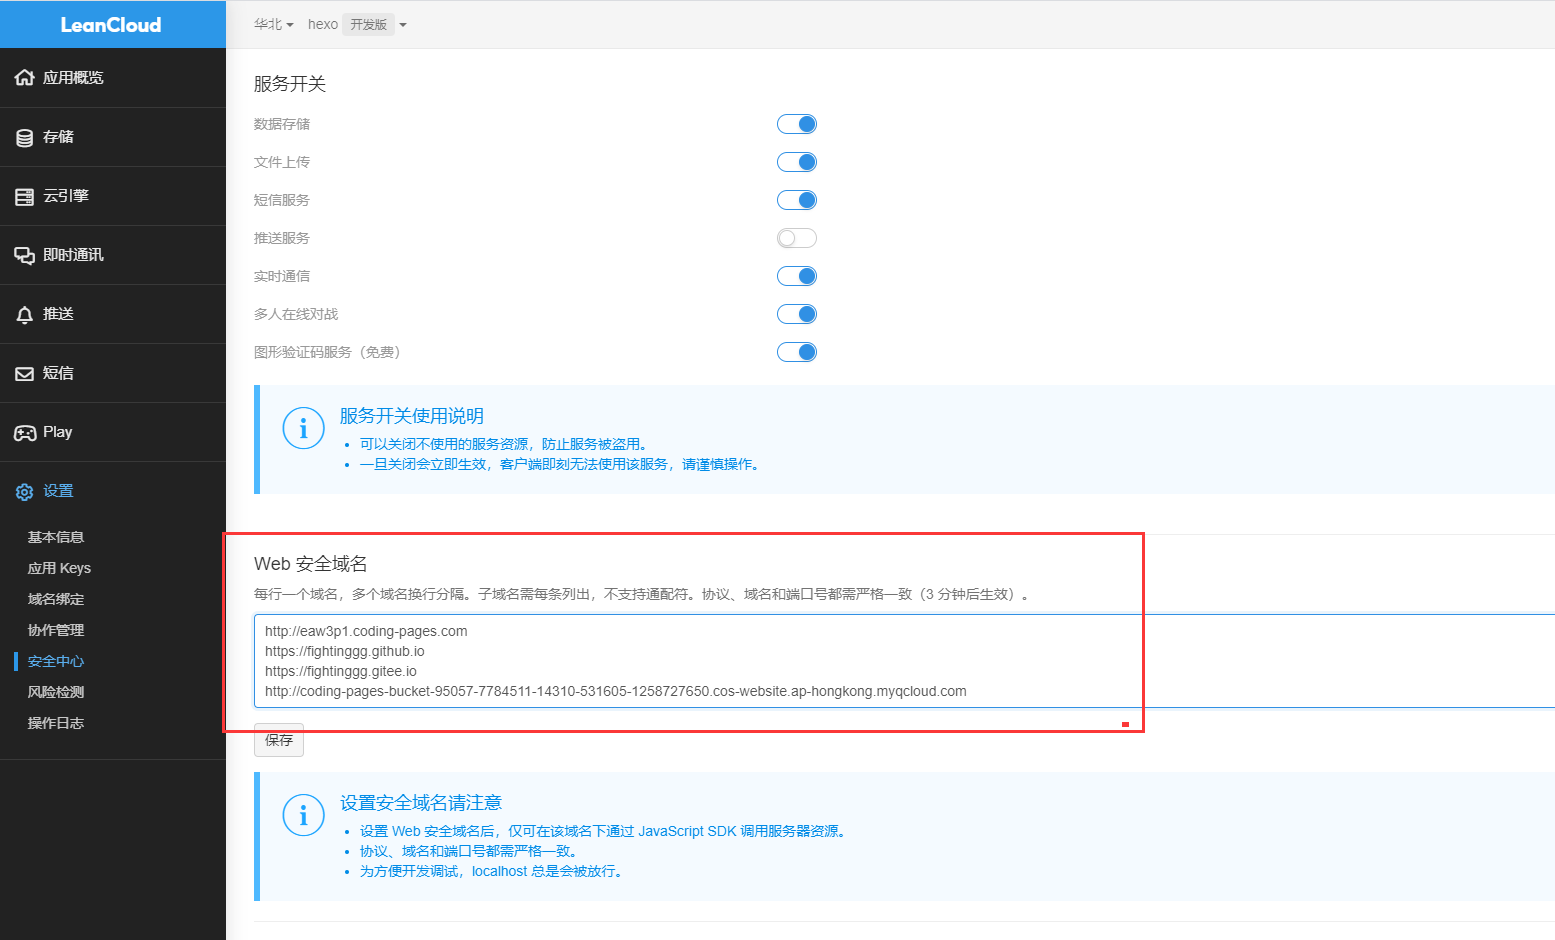 LeanCloud
华北 hexo 开发版
应用概览
存储
云引擎
即时通讯
推送
短信
Play
设置
基本信息
应用 Keys
域名绑定
协作管理
安全中心
风险检测
操作日志
服务开关
数据存储
文件上传
短信服务
推送服务
实时通信
多人在线对战
图形验证码服务（免费）
服务开关使用说明
可以关闭不使用的服务资源，防止服务被盗用。
一旦关闭会立即生效，客户端即刻无法使用该服务，请谨慎操作。
Web 安全域名
每行一个域名，多个域名换行分隔。子域名需每条列出，不支持通配符。协议、域名和端口号都需严格一致（3 分钟后生效）。
http://eaw3p1.coding-pages.com
https://fightinggg.github.io
https://fightinggg.gitee.io
http://coding-pages-bucket-95057-7784511-14310-531605-1258727650.cos-website.ap-hongkong.myqcloud.com
保存
设置安全域名请注意
设置 Web 安全域名后，仅可在该域名下通过 JavaScript SDK 调用服务器资源。
协议、域名和端口号都需严格一致。
为方便开发调试，localhost 总是会被放行。